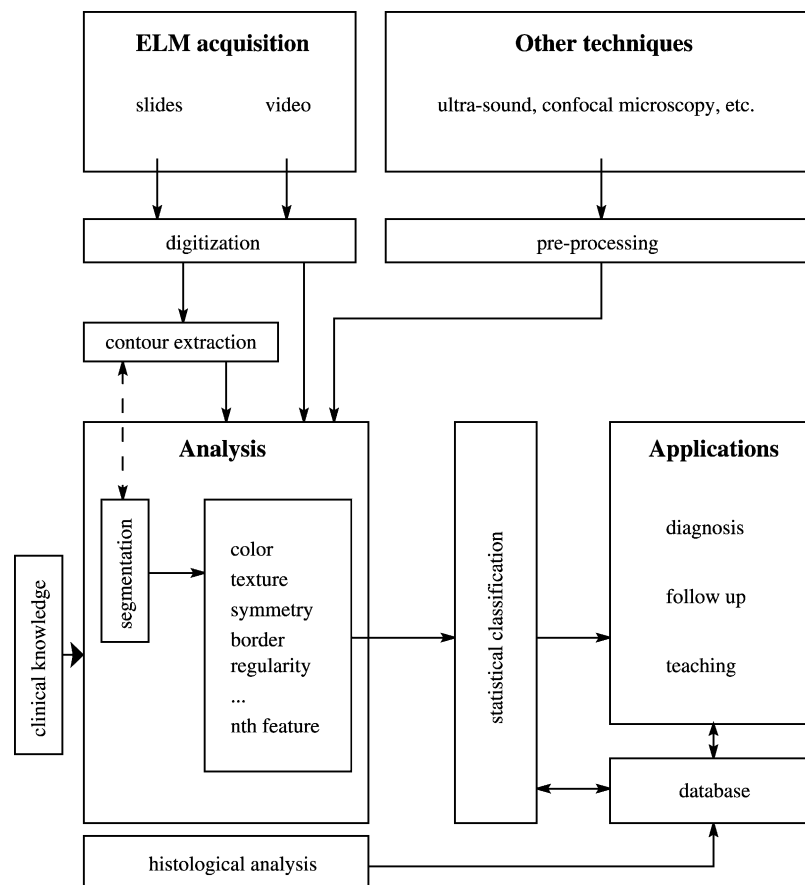 ELM acquisition
slides video
Other techniques
ultra-sound, confocal microscopy, etc.
digitization
pre-processing
contour extraction
Analysis
segmentation
color
texture
symmetry
border
regularity
...
nth feature
clinical knowledge
statistical classification
Applications
diagnosis
follow up
teaching
database
histological analysis